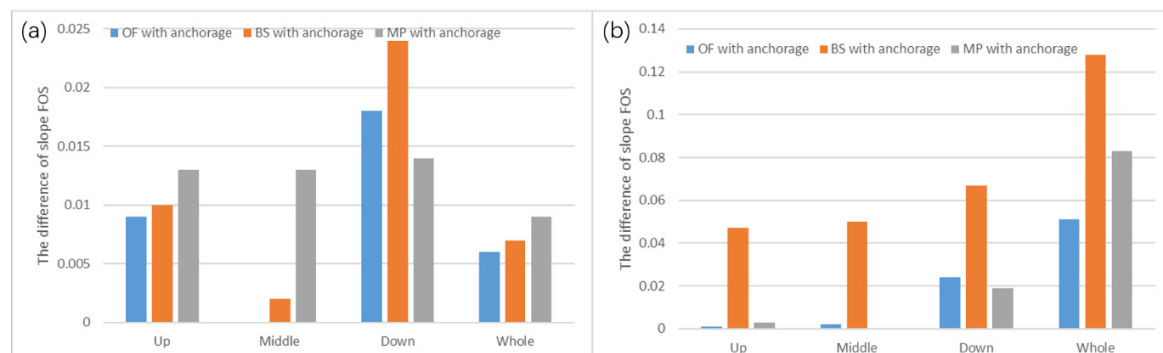 (a)
The difference of slope FOS
OF with anchorage BS with anchorage MP with anchorage
0.025
0.02
0.015
0.01
0.005
0
Up Middle Down Whole
(b)
The difference of slope FOS
OF with anchorage BS with anchorage MP with anchorage
0.14
0.12
0.1
0.08
0.06
0.04
0.02
0
Up Middle Down Whole